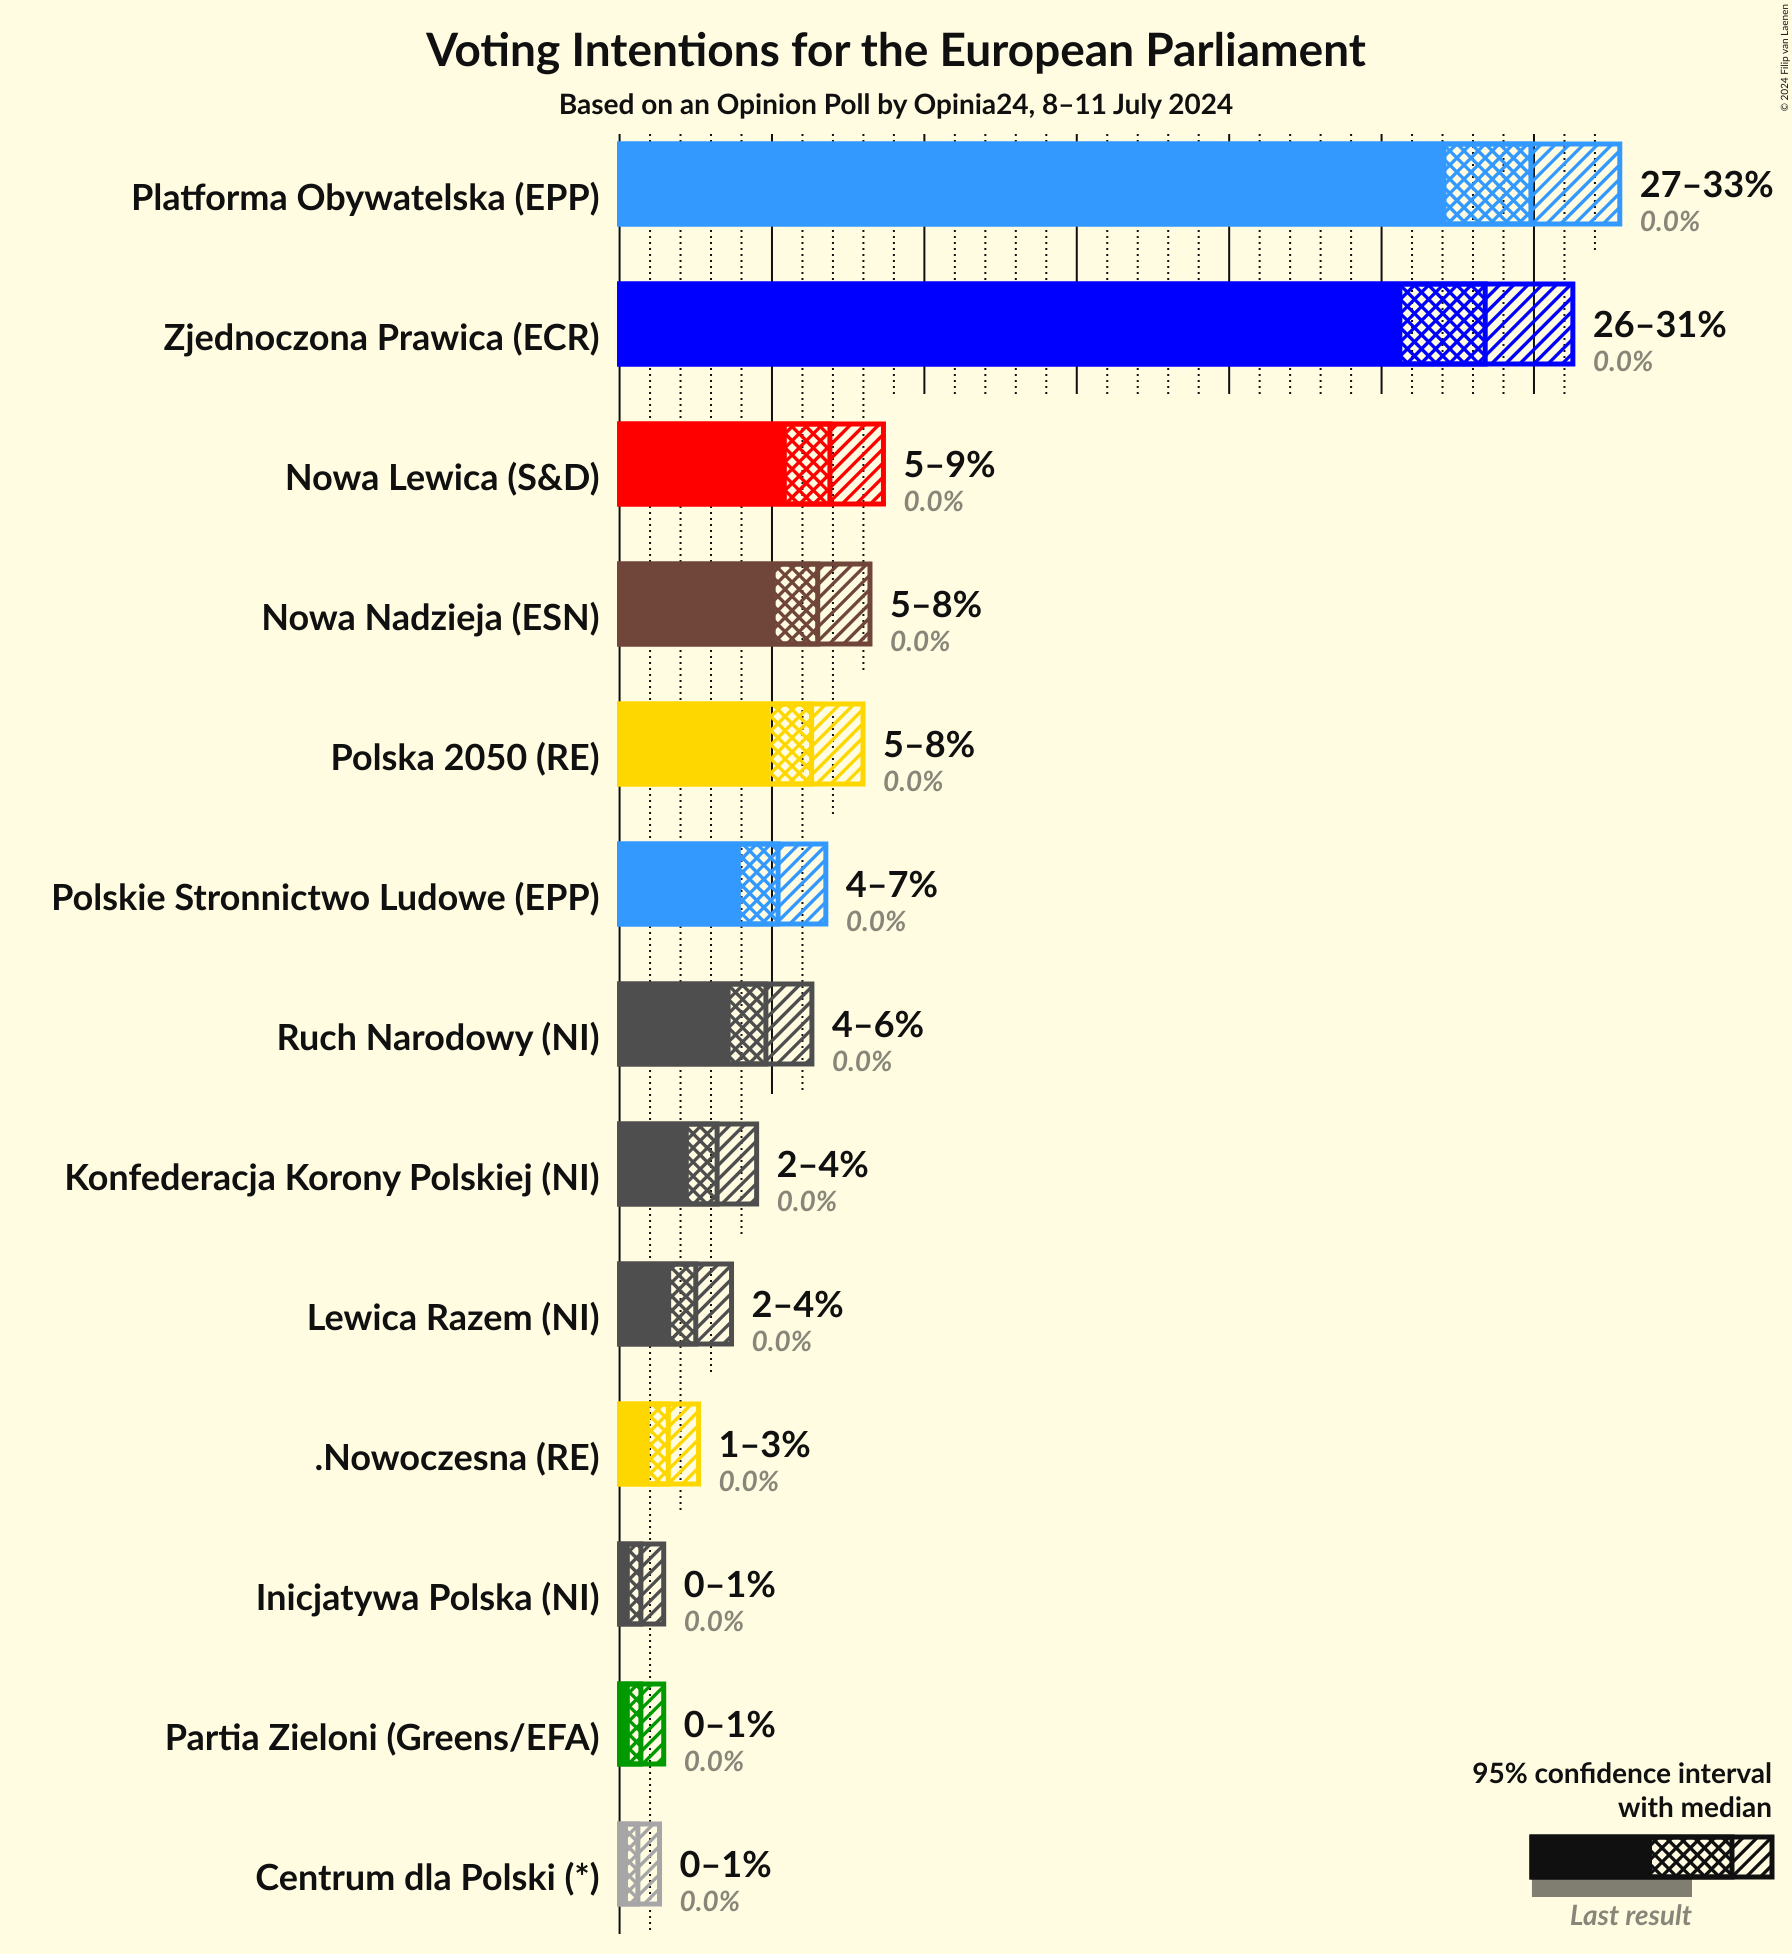 Voting Intentions for the European Parliament
Based on an Opinion Poll by Opinia24, 8–11 July 2024
© 2024 Filip van Laenen
Platforma Obywatelska (EPP)
27–33%
0.0%
Zjednoczona Prawica (ECR)
26–31%
0.0%
Nowa Lewica (S&D)
5–9%
0.0%
Nowa Nadzieja (ESN)
5–8%
0.0%
Polska 2050 (RE)
5–8%
0.0%
Polskie Stronnictwo Ludowe (EPP)
4–7%
0.0%
Ruch Narodowy (NI)
4–6%
0.0%
Konfederacja Korony Polskiej (NI)
2–4%
0.0%
Lewica Razem (NI)
2–4%
0.0%
.Nowoczesna (RE)
1–3%
0.0%
Inicjatywa Polska (NI)
0–1%
0.0%
Partia Zieloni (Greens/EFA)
0–1%
0.0%
Centrum dla Polski (*)
0–1%
0.0%
95% confidence interval
with median
Last result